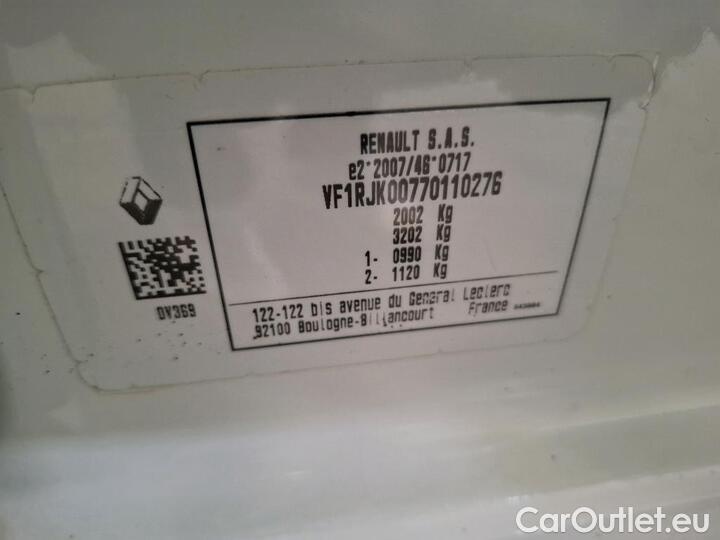 RENAULT S.A.S.
e2*2007/46*0717
VF1RJK00770110276
2002 Kg
3202 Kg
1- 0990 Kg
2- 1120 Kg
DV369
122-122 bis avenue du General Leclerc
92100 Boulogne-Billancourt France
CarOutlet.eu